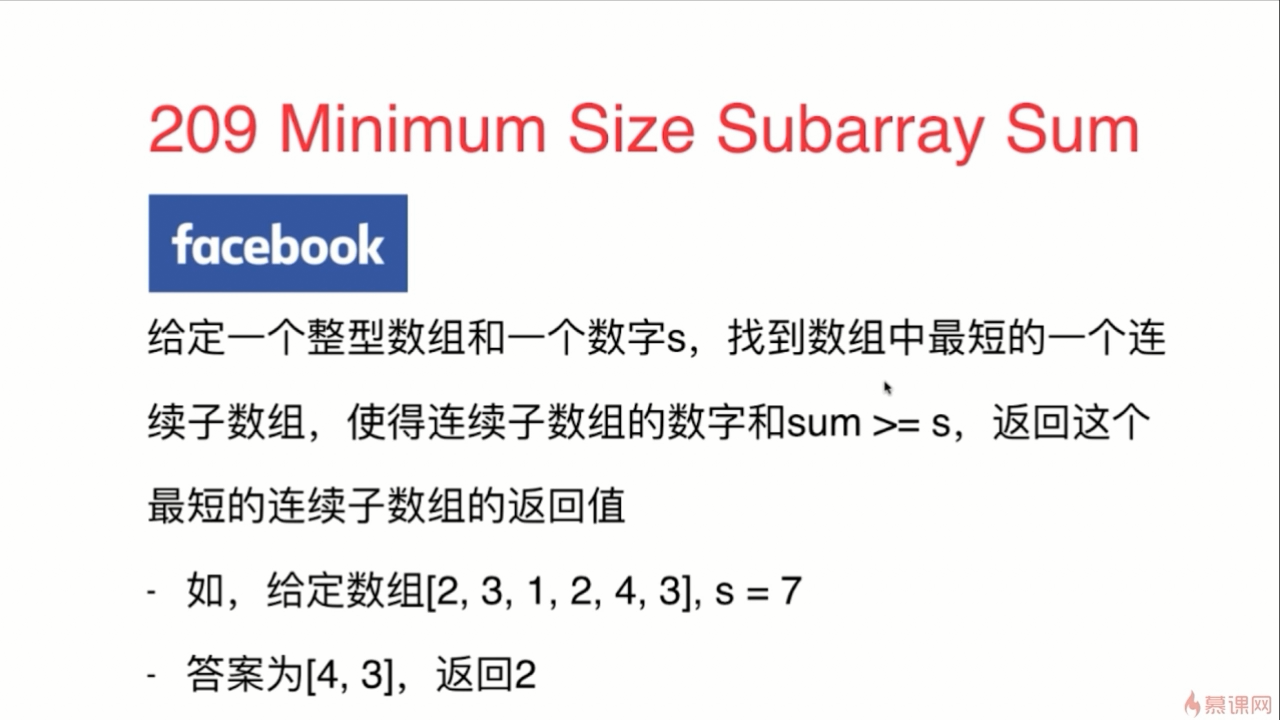 209 Minimum Size Subarray Sum
facebook
给定一个整型数组和一个数字s，找到数组中最短的一个连
续子数组，使得连续子数组的数字和sum >= s，返回这个
最短的连续子数组的返回值
- 如，给定数组[2, 3, 1, 2, 4, 3], s = 7
- 答案为[4, 3]，返回2
慕课网